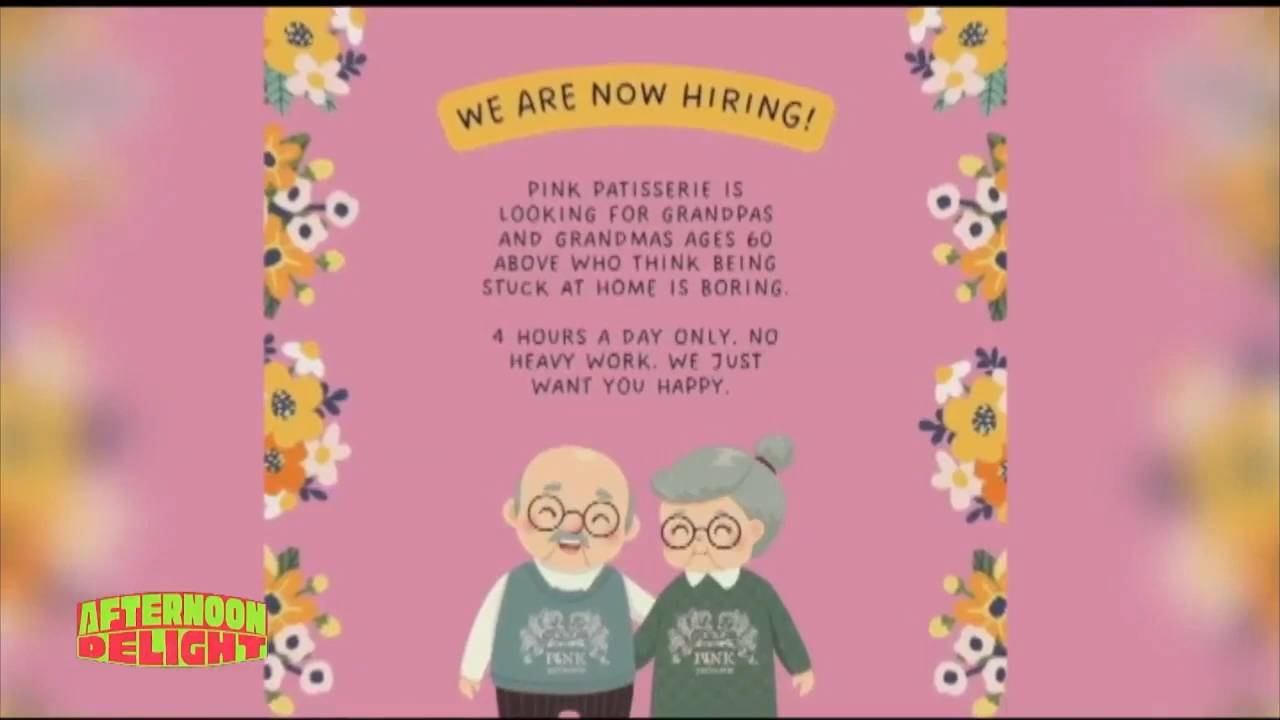 WE ARE NOW HIRING!
PINK PATISSERIE IS
LOOKING FOR GRANDPAS
AND GRANDMAS AGES 60
ABOVE WHO THINK BEING
STUCK AT HOME IS BORING.
4 HOURS A DAY ONLY. NO
HEAVY WORK. WE JUST
WANT YOU HAPPY.
PINK
PINK
AFTERNOON
DELIGHT